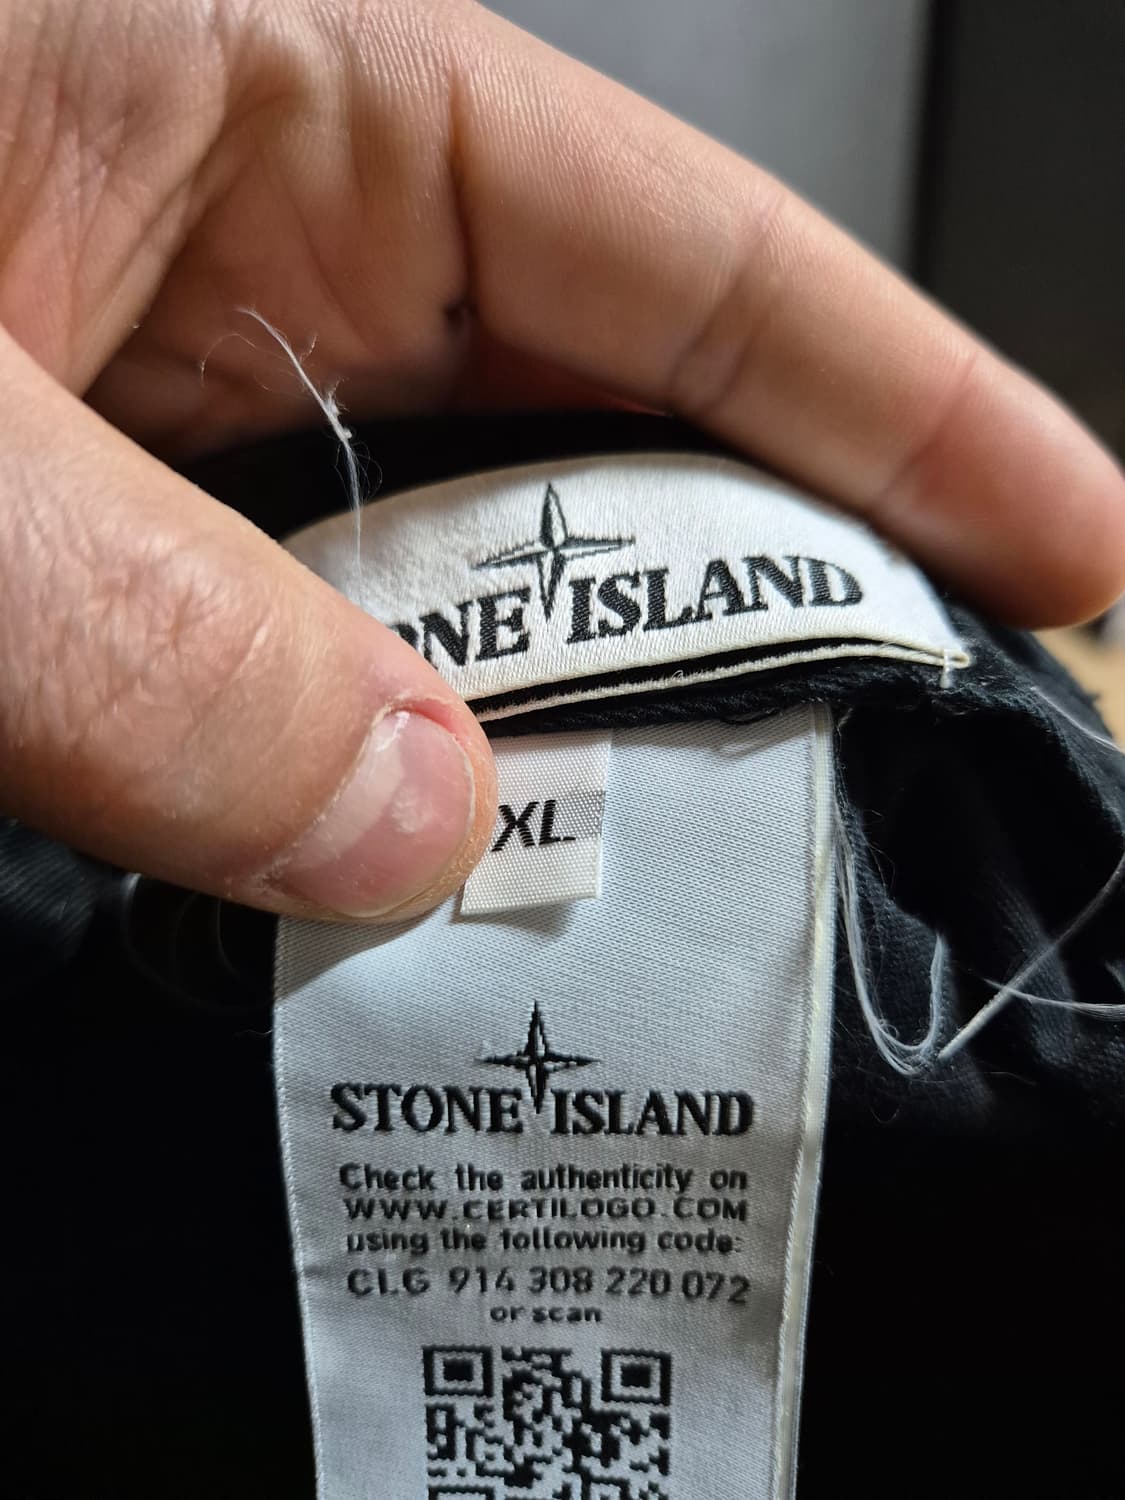 ONE ISLAND
XL
STONE ISLAND
Check the authenticity on
WWW.CERTILOGO.COM
using the following code:
CLG 914 308 220 072
or scan